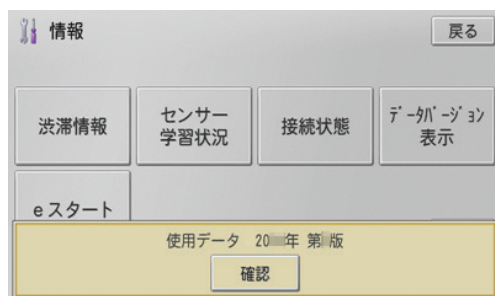 情報
戻る
渋滞情報
センサー
学習状況
接続状態
ﾃﾞｰﾀﾊﾞｰｼﾞｮﾝ
表示
eスタート
使用データ 20 年 第 版
確認